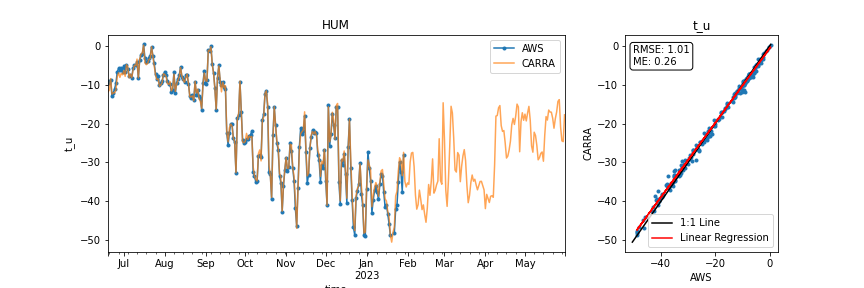 HUM
t_u
0
−10
−20
−30
−40
−50
AWS
CARRA
Jul Aug Sep Oct Nov Dec Jan Feb Mar Apr May
2023
time
t_u
CARRA
0
−10
−20
−30
−40
−50
RMSE: 1.01
ME: 0.26
1:1 Line
Linear Regression
−40 −20 0
AWS